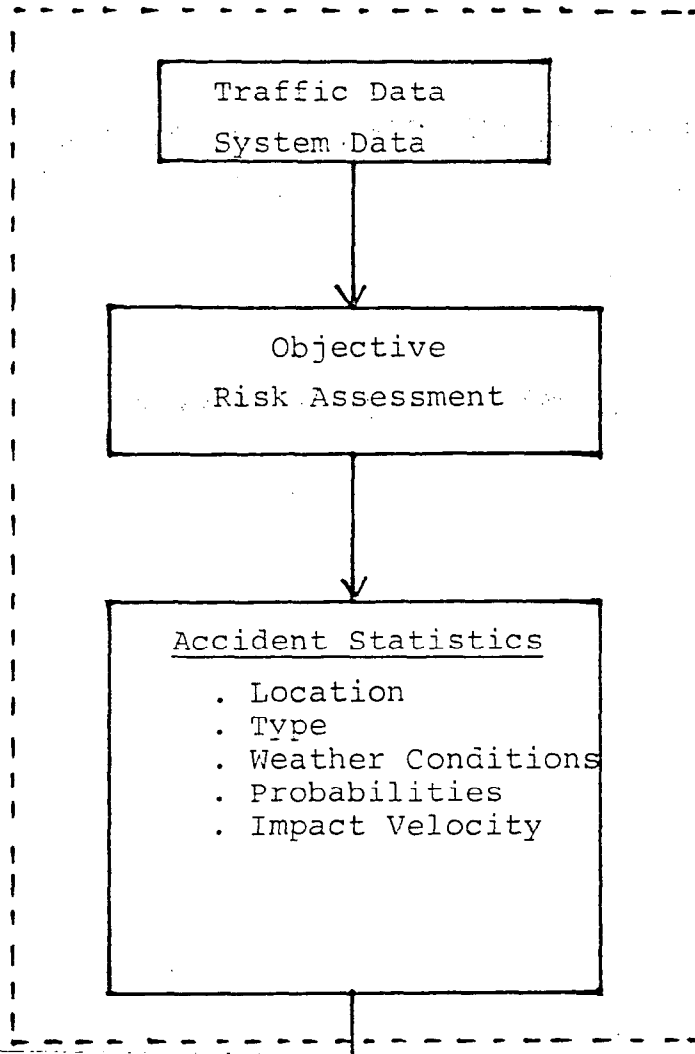 Traffic Data
System Data
Objective
Risk Assessment
Accident Statistics
. Location
. Type
. Weather Conditions
. Probabilities
. Impact Velocity